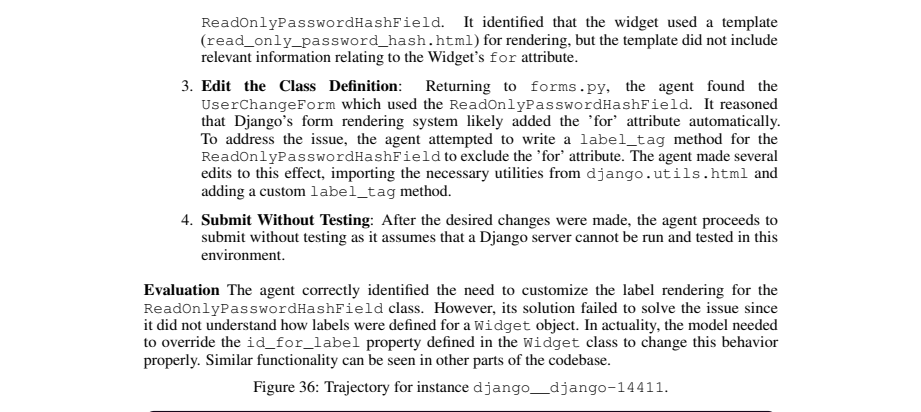 ReadOnlyPasswordHashField. It identified that the widget used a template
(read_only_password_hash.html) for rendering, but the template did not include
relevant information relating to the Widget's for attribute.
3. Edit the Class Definition: Returning to forms.py, the agent found the
UserChangeForm which used the ReadOnlyPasswordHashField. It reasoned
that Django's form rendering system likely added the 'for' attribute automatically.
To address the issue, the agent attempted to write a label_tag method for the
ReadOnlyPasswordHashField to exclude the 'for' attribute. The agent made several
edits to this effect, importing the necessary utilities from django.utils.html and
adding a custom label_tag method.
4. Submit Without Testing: After the desired changes were made, the agent proceeds to
submit without testing as it assumes that a Django server cannot be run and tested in this
environment.
Evaluation The agent correctly identified the need to customize the label rendering for the
ReadOnlyPasswordHashField class. However, its solution failed to solve the issue since
it did not understand how labels were defined for a Widget object. In actuality, the model needed
to override the id_for_label property defined in the Widget class to change this behavior
properly. Similar functionality can be seen in other parts of the codebase.
Figure 36: Trajectory for instance django__django-14411.